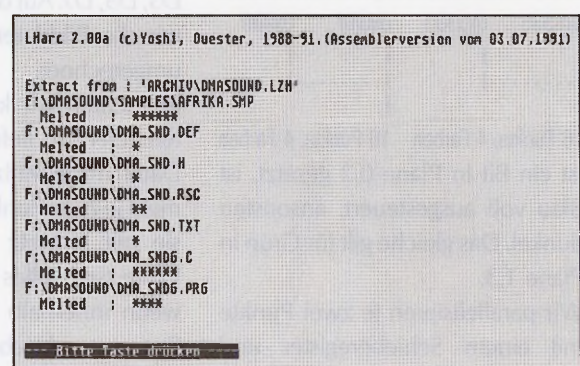 LHarc 2.00a (c)Yoshi, Quester, 1988-91.(Assemblerversion vom 03.07.1991)
Extract from : 'ARCHIV\DMASOUND.LZH'
F:\DMASOUND\SAMPLES\AFRIKA.SMP
Melted : ******
F:\DMASOUND\DMA_SND.DEF
Melted : *
F:\DMASOUND\DMA_SND.H
Melted : *
F:\DMASOUND\DMA_SND.RSC
Melted : **
F:\DMASOUND\DMA_SND.TXT
Melted : *
F:\DMASOUND\DMA_SND6.C
Melted : ******
F:\DMASOUND\DMA_SND6.PRG
Melted : ****
--- Bitte Taste drücken ---